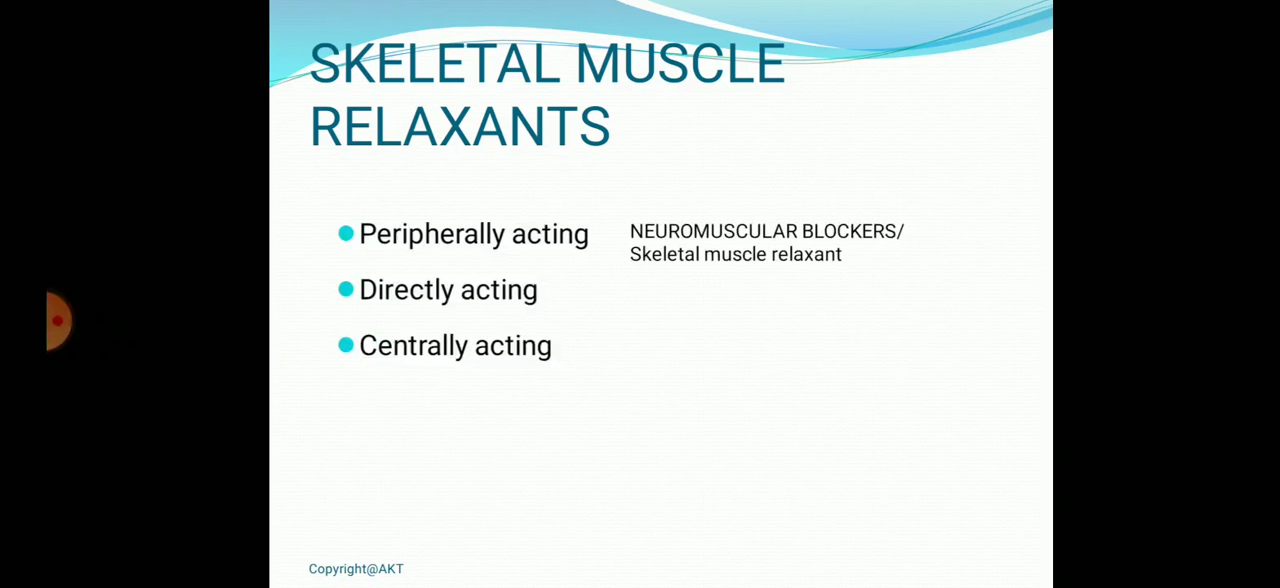 SKELETAL MUSCLE
RELAXANTS
Peripherally acting
NEUROMUSCULAR BLOCKERS/
Skeletal muscle relaxant
Directly acting
Centrally acting
Copyright@AKT